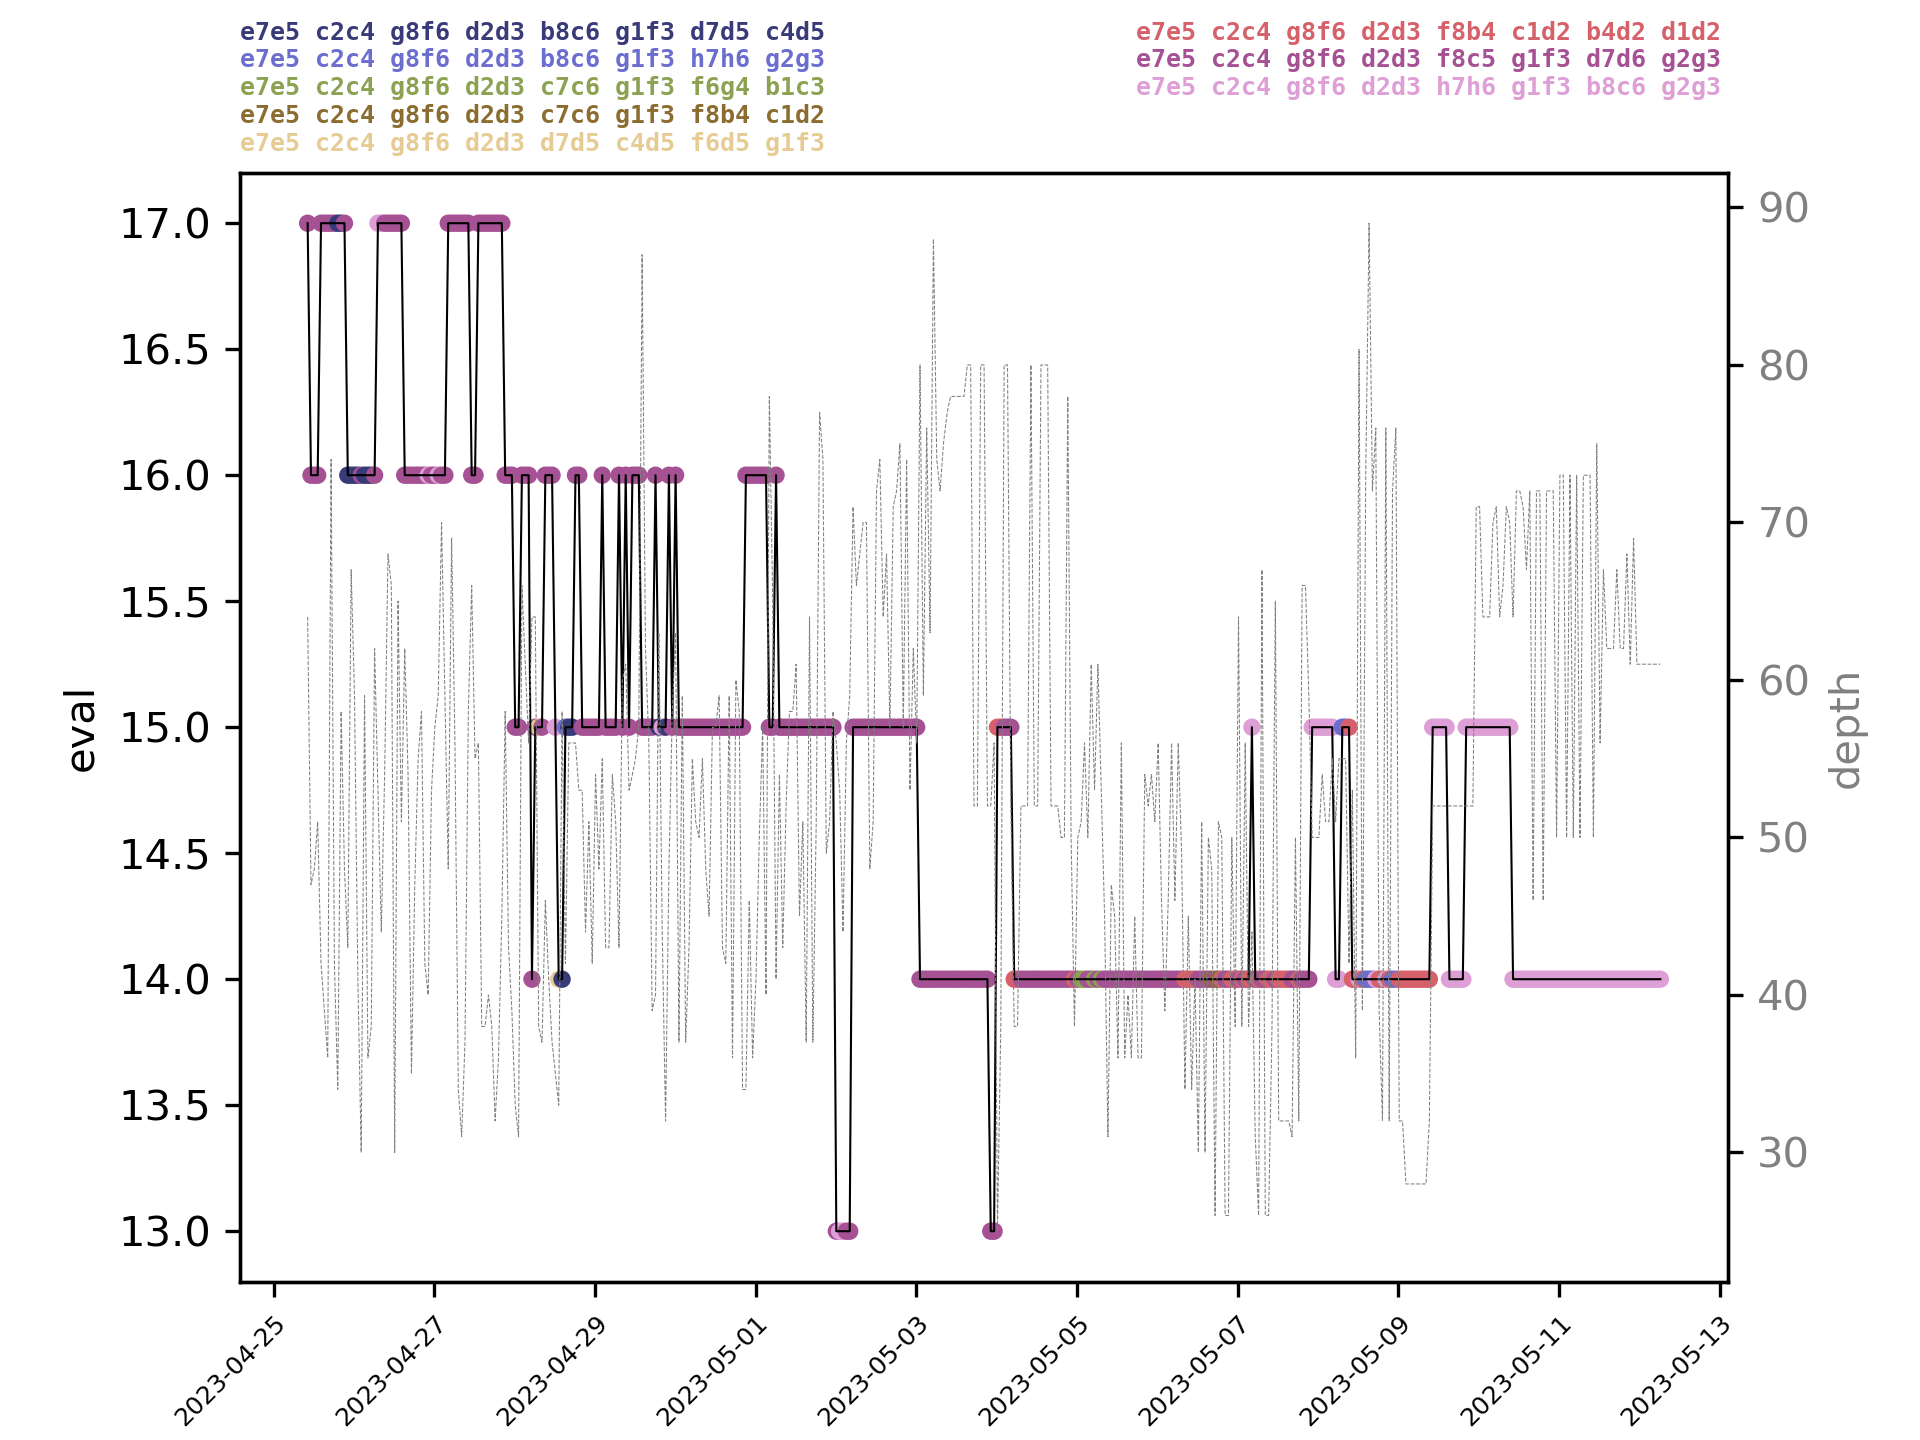 e7e5 c2c4 g8f6 d2d3 b8c6 g1f3 d7d5 c4d5
e7e5 c2c4 g8f6 d2d3 b8c6 g1f3 h7h6 g2g3
e7e5 c2c4 g8f6 d2d3 c7c6 g1f3 f6g4 b1c3
e7e5 c2c4 g8f6 d2d3 c7c6 g1f3 f8b4 c1d2
e7e5 c2c4 g8f6 d2d3 d7d5 c4d5 f6d5 g1f3
e7e5 c2c4 g8f6 d2d3 f8b4 c1d2 b4d2 d1d2
e7e5 c2c4 g8f6 d2d3 f8c5 g1f3 d7d6 g2g3
e7e5 c2c4 g8f6 d2d3 h7h6 g1f3 b8c6 g2g3
eval
17.0
16.5
16.0
15.5
15.0
14.5
14.0
13.5
13.0
90
80
70
60
50
40
30
depth
2023-04-25
2023-04-27
2023-04-29
2023-05-01
2023-05-03
2023-05-05
2023-05-07
2023-05-09
2023-05-11
2023-05-13